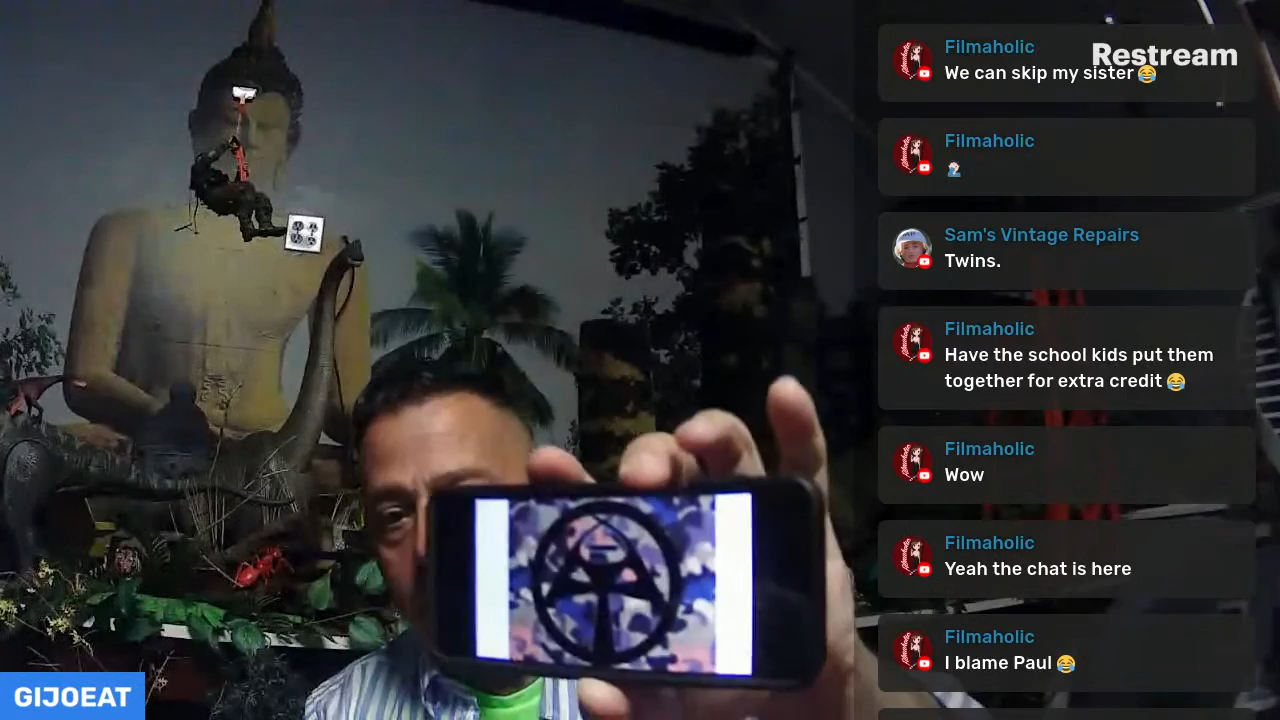 Filmaholic
Restream
We can skip my sister 😂
Filmaholic
🤦🏻‍♂️
Sam's Vintage Repairs
Twins.
Filmaholic
Have the school kids put them
together for extra credit 😂
Filmaholic
Wow
Filmaholic
Yeah the chat is here
Filmaholic
I blame Paul 😂
GIJOEAT